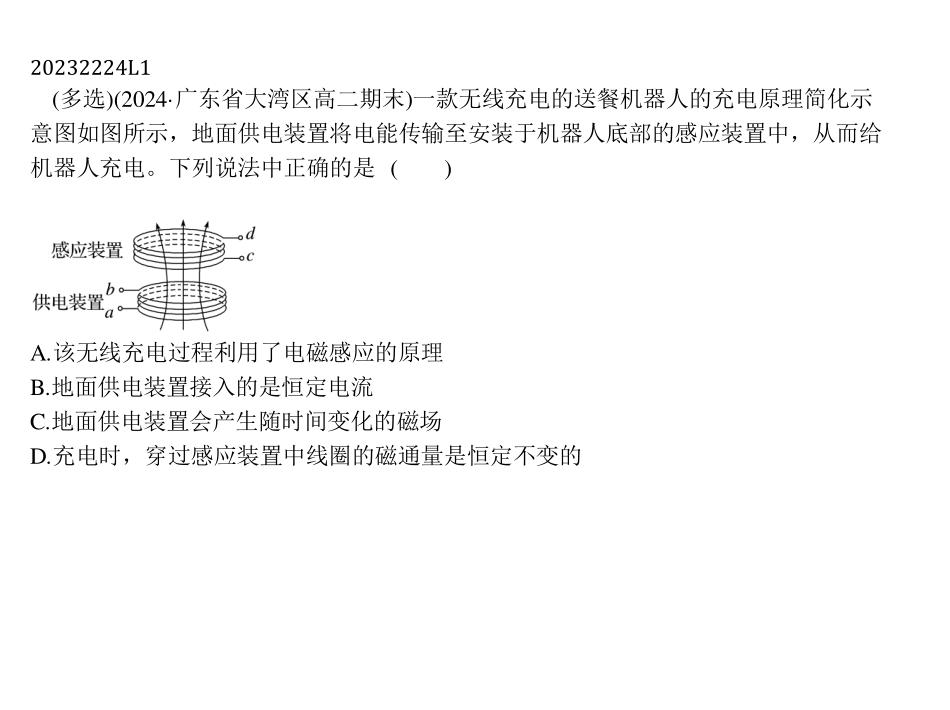 20232224L1
(多选)(2024·广东省大湾区高二期末)一款无线充电的送餐机器人的充电原理简化示
意图如图所示，地面供电装置将电能传输至安装于机器人底部的感应装置中，从而给
机器人充电。下列说法中正确的是 (　　)
d
感应装置
c
b
供电装置
a
A.该无线充电过程利用了电磁感应的原理
B.地面供电装置接入的是恒定电流
C.地面供电装置会产生随时间变化的磁场
D.充电时，穿过感应装置中线圈的磁通量是恒定不变的